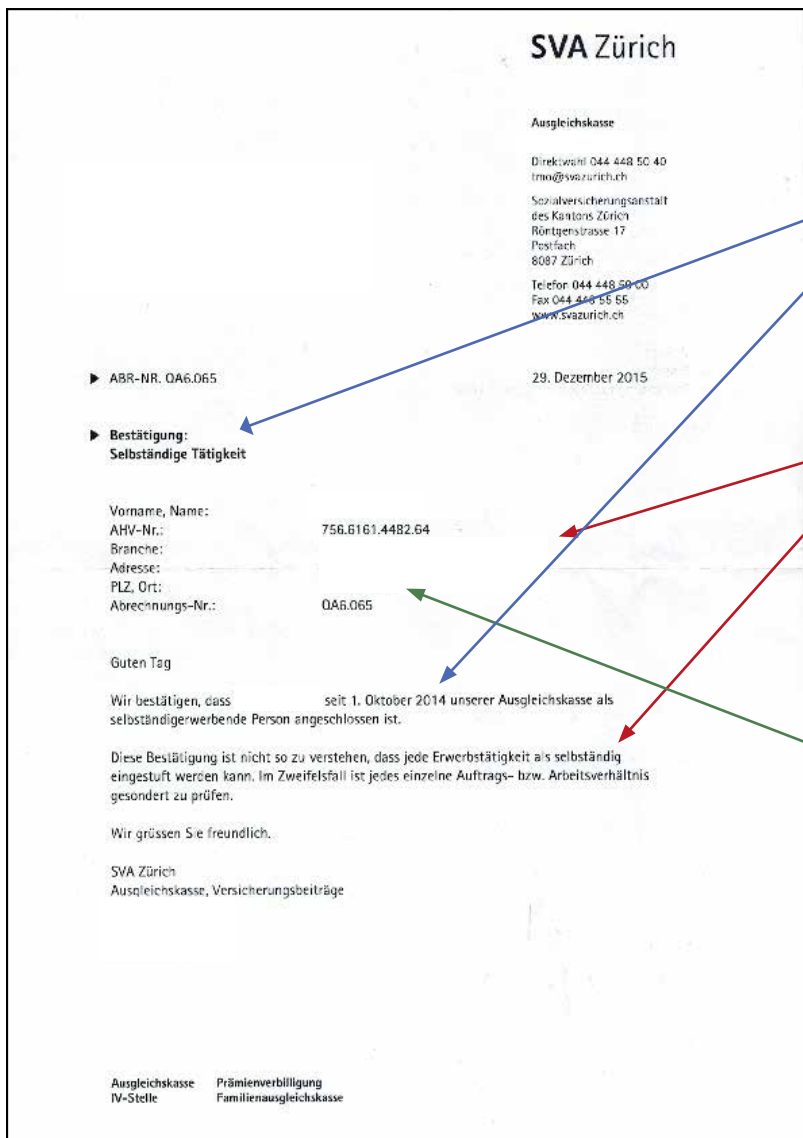 SVA Zürich
Ausgleichskasse
Direktwahl 044 448 50 40
tmo@svazurich.ch
Sozialversicherungsanstalt
des Kantons Zürich
Röntgenstrasse 17
Postfach
8087 Zürich
Telefon 044 448 50 00
Fax 044 448 55 55
www.svazurich.ch
▶ ABR-NR. QA6.065
29. Dezember 2015
▶ Bestätigung:
Selbständige Tätigkeit
Vorname, Name:
AHV-Nr.: 756.6161.4482.64
Branche:
Adresse:
PLZ, Ort:
Abrechnungs-Nr.: QA6.065
Guten Tag
Wir bestätigen, dass seit 1. Oktober 2014 unserer Ausgleichskasse als
selbständigerwerbende Person angeschlossen ist.
Diese Bestätigung ist nicht so zu verstehen, dass jede Erwerbstätigkeit als selbständig
eingestuft werden kann. Im Zweifelsfall ist jedes einzelne Auftrags- bzw. Arbeitsverhältnis
gesondert zu prüfen.
Wir grüssen Sie freundlich.
SVA Zürich
Ausgleichskasse, Versicherungsbeiträge
Ausgleichskasse Prämienverbilligung
IV-Stelle Familienausgleichskasse